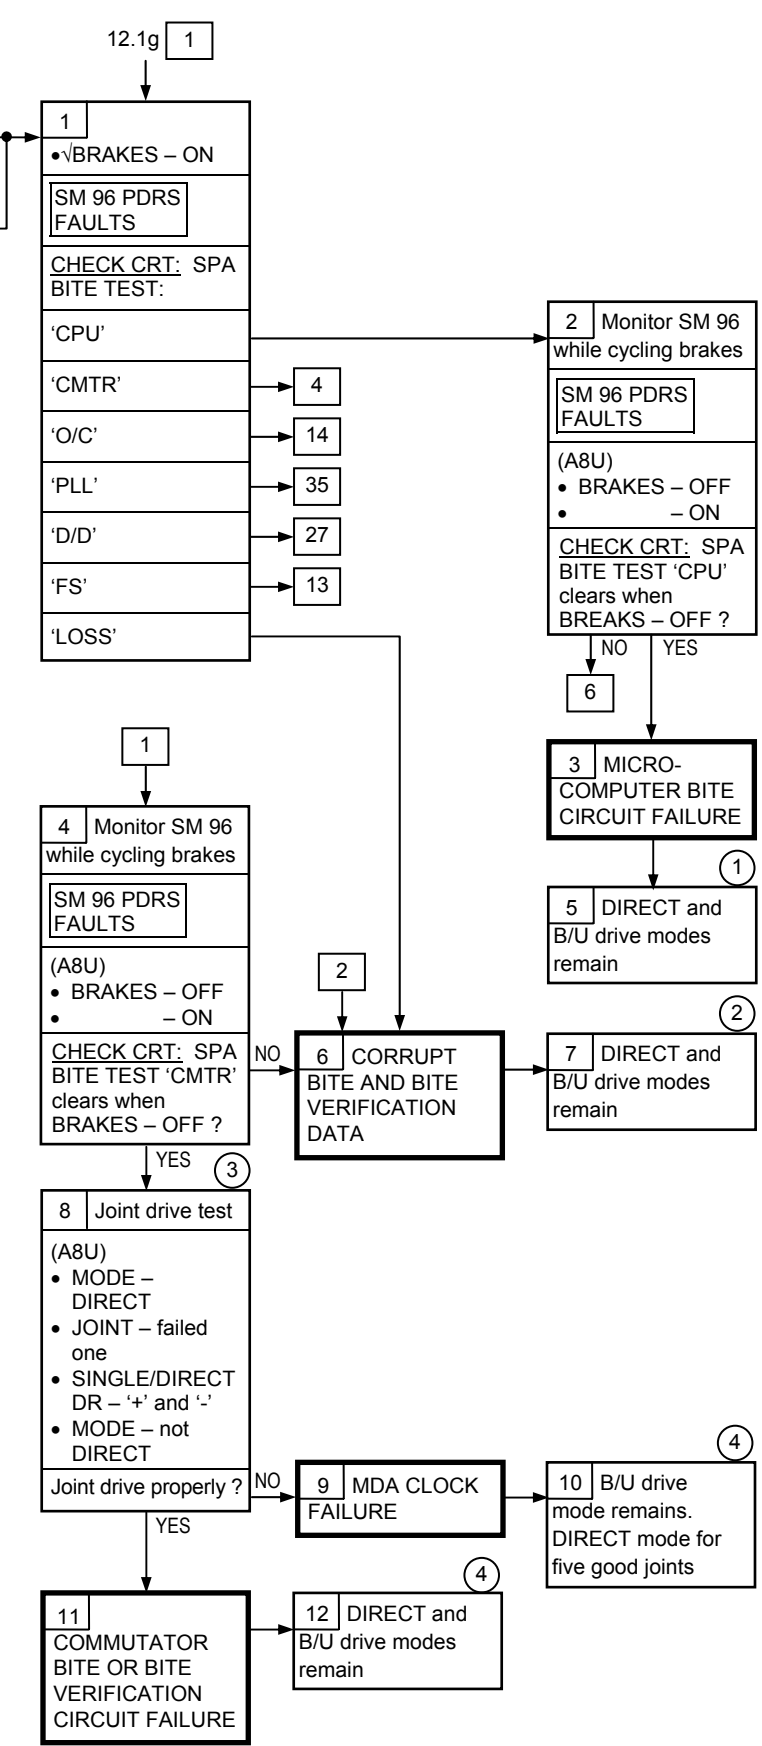 12.1g 1
1
•√BRAKES – ON
SM 96 PDRS
FAULTS
CHECK CRT: SPA
BITE TEST:
‘CPU’
‘CMTR’
4
‘O/C’
14
‘PLL’
35
‘D/D’
27
‘FS’
13
‘LOSS’
2 Monitor SM 96
while cycling brakes
SM 96 PDRS
FAULTS
(A8U)
• BRAKES – OFF
• – ON
CHECK CRT: SPA
BITE TEST ‘CPU’
clears when
BREAKS – OFF ?
NO YES
6
3 MICRO-
COMPUTER BITE
CIRCUIT FAILURE
1
5 DIRECT and
B/U drive modes
remain
1
4 Monitor SM 96
while cycling brakes
SM 96 PDRS
FAULTS
(A8U)
• BRAKES – OFF
• – ON
CHECK CRT: SPA
BITE TEST ‘CMTR’
clears when
BRAKES – OFF ?
NO
YES
2
6 CORRUPT
BITE AND BITE
VERIFICATION
DATA
2
7 DIRECT and
B/U drive modes
remain
3
8 Joint drive test
(A8U)
• MODE –
DIRECT
• JOINT – failed
one
• SINGLE/DIRECT
DR – ‘+’ and ‘-’
• MODE – not
DIRECT
Joint drive properly ?
NO
YES
9 MDA CLOCK
FAILURE
4
10 B/U drive
mode remains.
DIRECT mode for
five good joints
11
COMMUTATOR
BITE OR BITE
VERIFICATION
CIRCUIT FAILURE
4
12 DIRECT and
B/U drive modes
remain